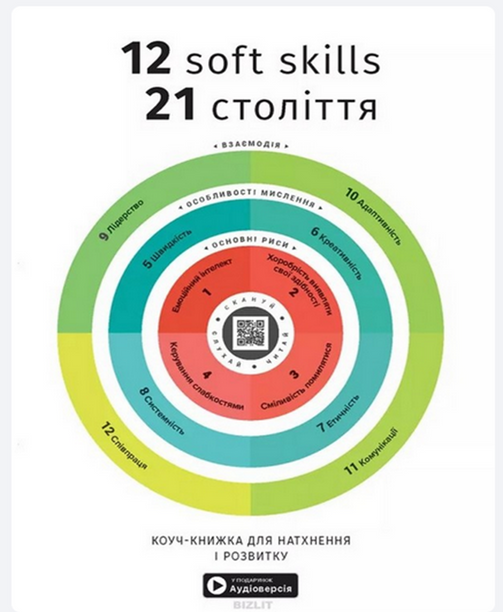 12 soft skills
21 століття
ВЗАЄМОДІЯ
ОСОБЛИВОСТІ МИСЛЕННЯ
ОСНОВНІ РИСИ
9 Лідерство
10 Адаптивність
5 Швидкість
6 Креативність
Емоційний інтелект
1
Хоробрість виявляти
свої здібності
2
СКАНУЙ
СЛУХАЙ
ЧИТАЙ
4
Керування слабкостями
3
Сміливість помилятися
8 Системність
7 Етичність
12 Співпраця
11 Комунікації
КОУЧ-КНИЖКА ДЛЯ НАТХНЕННЯ
І РОЗВИТКУ
У ПОДАРУНОК
Аудіоверсія
BIZLIT